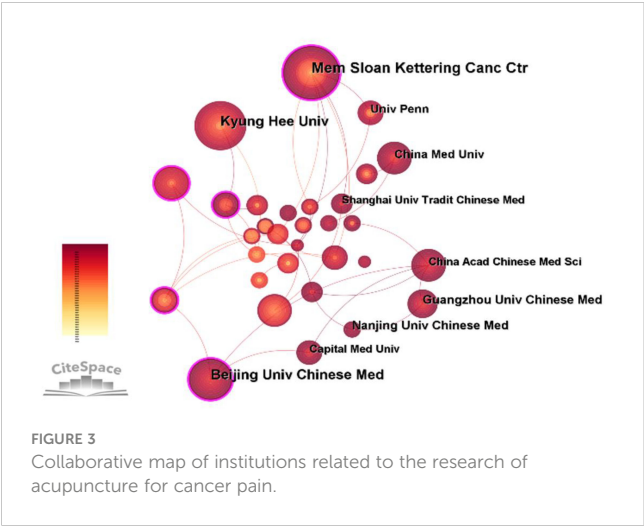 Mem Sloan Kettering Canc Ctr
Univ Penn
Kyung Hee Univ
China Med Univ
Shanghai Univ Tradit Chinese Med
China Acad Chinese Med Sci
Guangzhou Univ Chinese Med
Nanjing Univ Chinese Med
Capital Med Univ
Beijing Univ Chinese Med
CiteSpace
FIGURE 3
Collaborative map of institutions related to the research of
acupuncture for cancer pain.